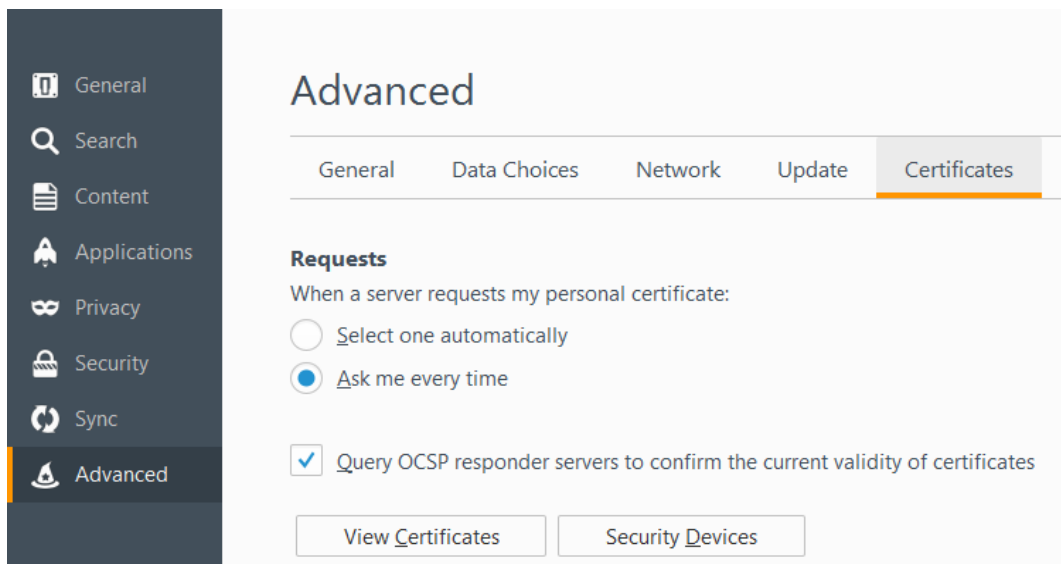 General
Search
Content
Applications
Privacy
Security
Sync
Advanced
Advanced
General Data Choices Network Update Certificates
Requests
When a server requests my personal certificate:
Select one automatically
Ask me every time
Query OCSP responder servers to confirm the current validity of certificates
View Certificates Security Devices